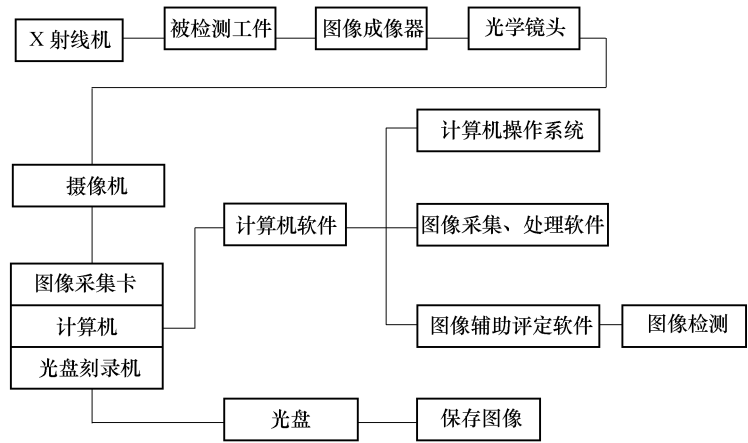 X 射线机
被检测工件
图像成像器
光学镜头
摄像机
图像采集卡
计算机
光盘刻录机
计算机软件
计算机操作系统
图像采集、处理软件
图像辅助评定软件
图像检测
光盘
保存图像